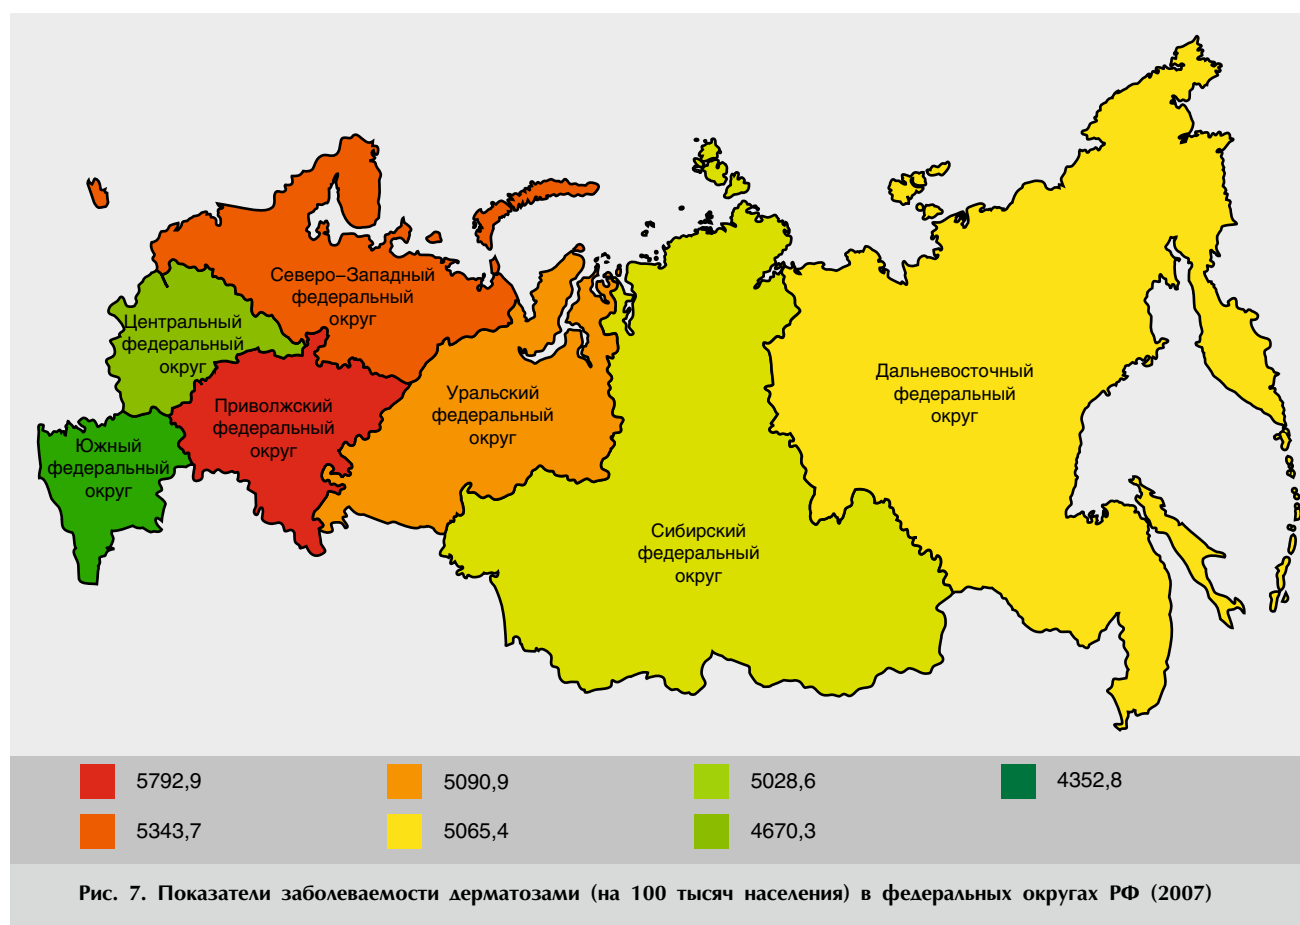 Северо–Западный
федеральный
округ
Центральный
федеральный
округ
Приволжский
федеральный
округ
Южный
федеральный
округ
Уральский
федеральный
округ
Сибирский
федеральный
округ
Дальневосточный
федеральный
округ
5792,9
5090,9
5028,6
4352,8
5343,7
5065,4
4670,3
Рис. 7. Показатели заболеваемости дерматозами (на 100 тысяч населения) в федеральных округах РФ (2007)